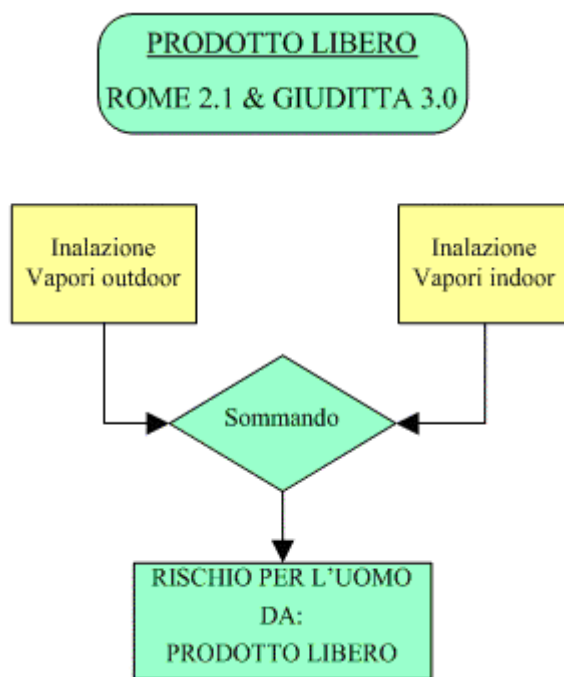 PRODOTTO LIBERO
ROME 2.1 & GIUDITTA 3.0
Inalazione
Vapori outdoor
Inalazione
Vapori indoor
Sommando
RISCHIO PER L'UOMO
DA:
PRODOTTO LIBERO